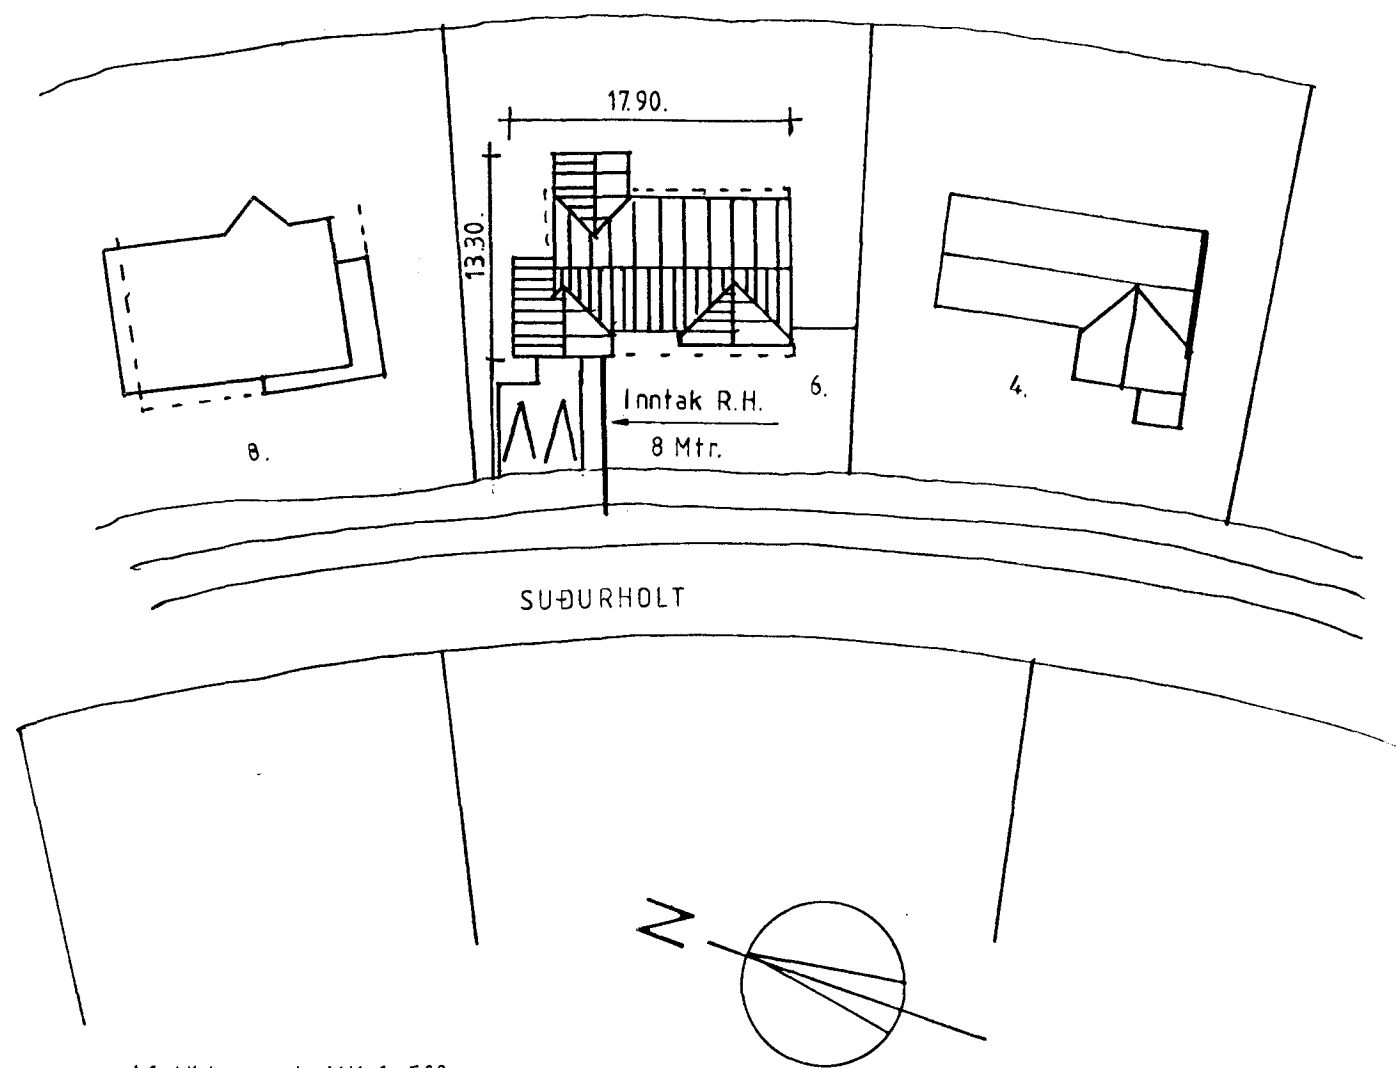 17.90.
13.30.
Inntak R.H.
8 Mtr.
6.
4.
8.
SUÐURHOLT
N